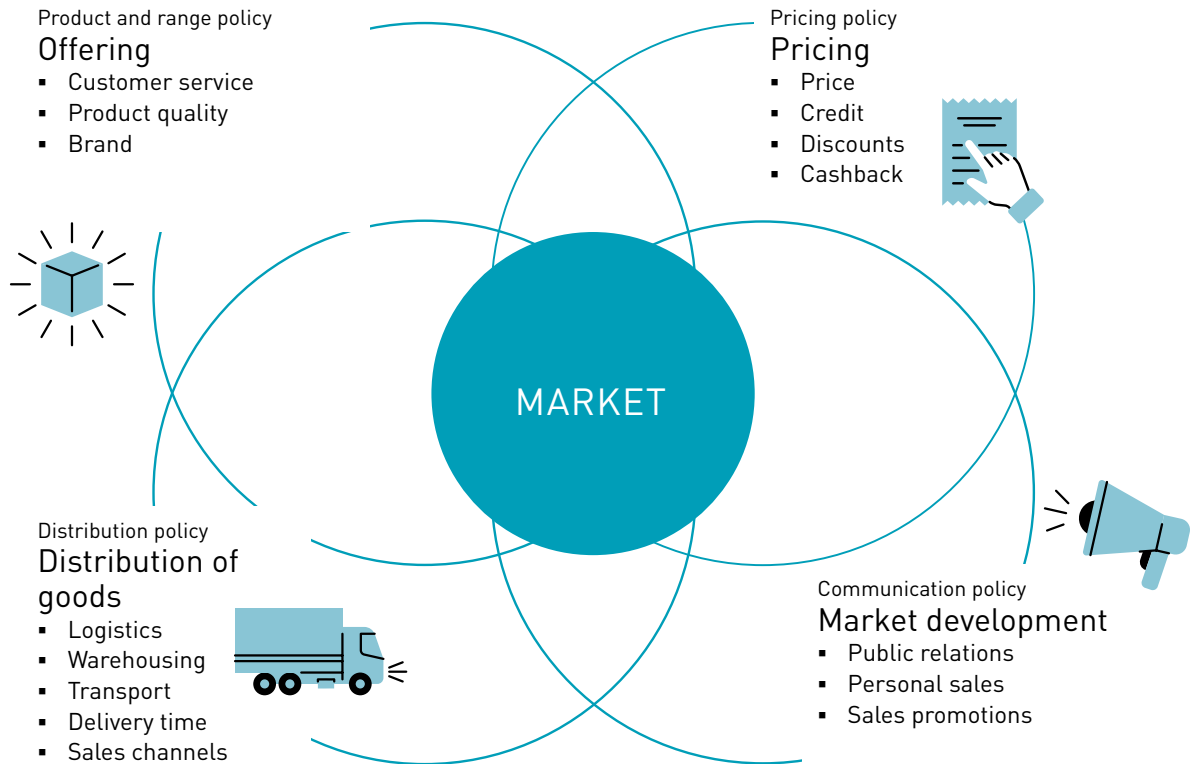 Product and range policy
Offering
▪ Customer service
▪ Product quality
▪ Brand
Pricing policy
Pricing
▪ Price
▪ Credit
▪ Discounts
▪ Cashback
MARKET
Distribution policy
Distribution of
goods
▪ Logistics
▪ Warehousing
▪ Transport
▪ Delivery time
▪ Sales channels
Communication policy
Market development
▪ Public relations
▪ Personal sales
▪ Sales promotions